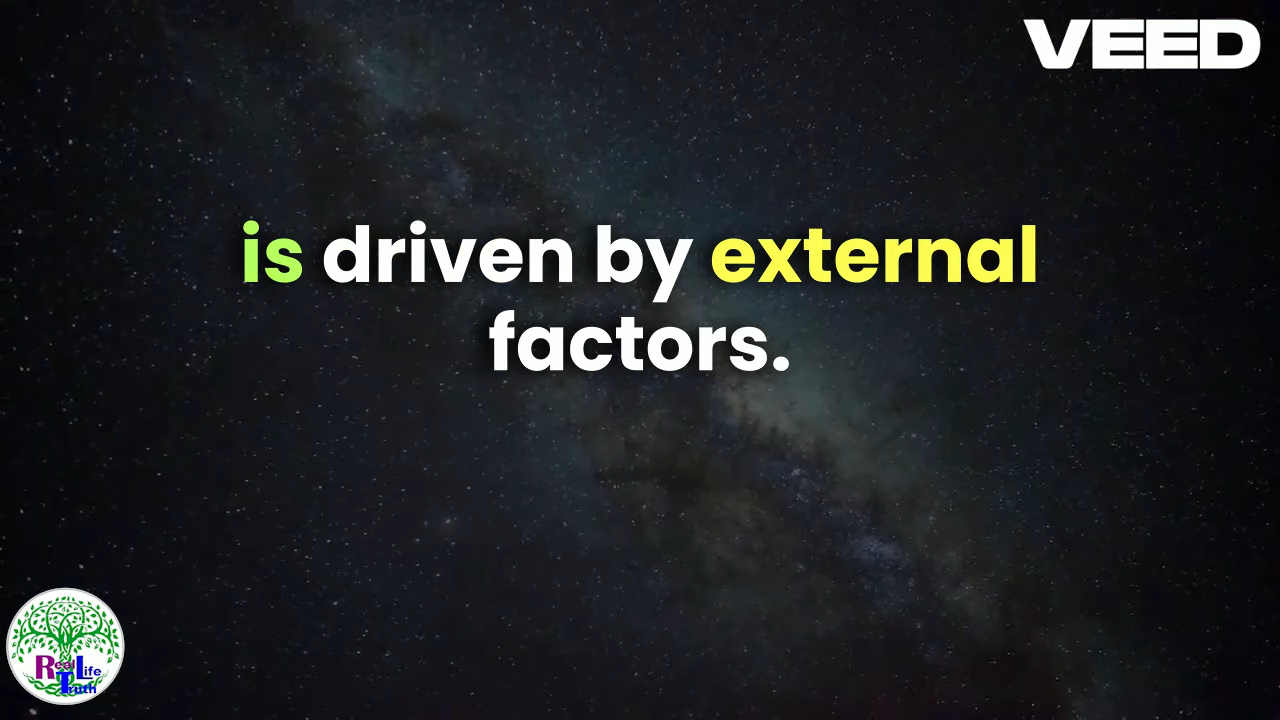 VEED
is driven by external
factors.
Real Life
Truth